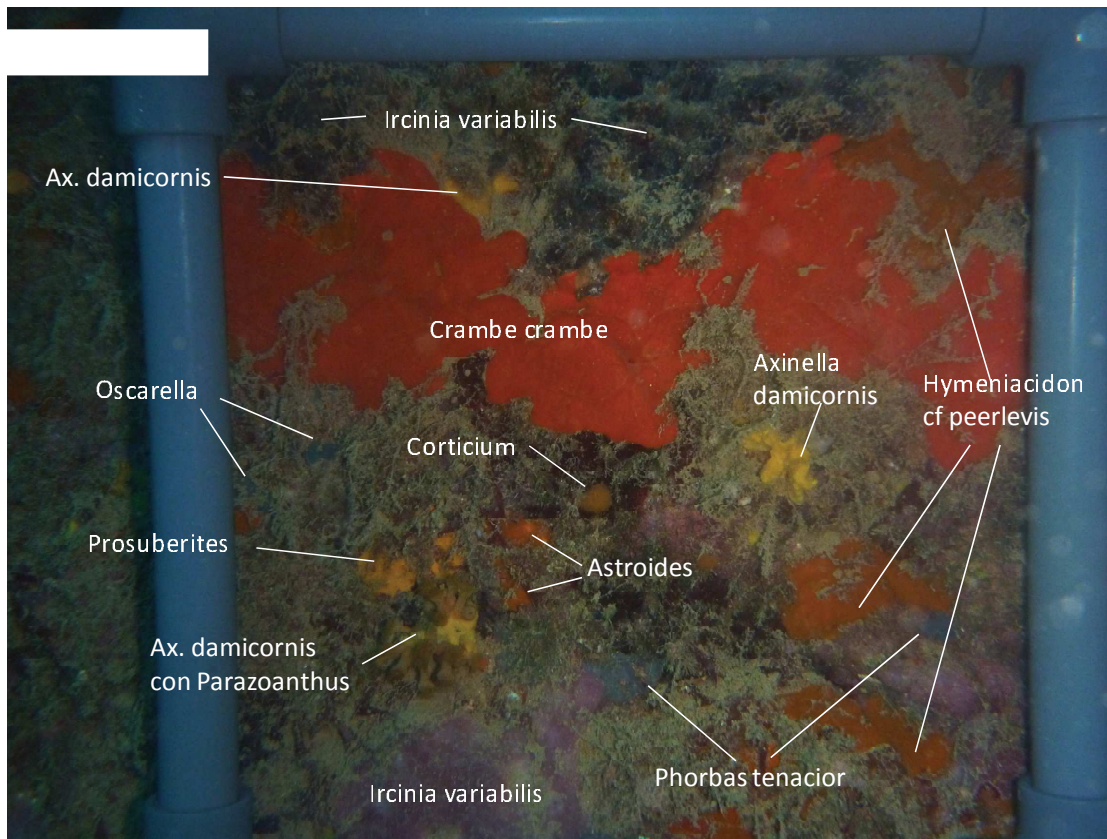 Ircinia variabilis
Ax. damicornis
Crambe crambe
Axinella
damicornis
Hymeniacidon
cf peerlevis
Oscarella
Corticium
Prosuberites
Astroides
Ax. damicornis
con Parazoanthus
Phorbas tenacior
Ircinia variabilis